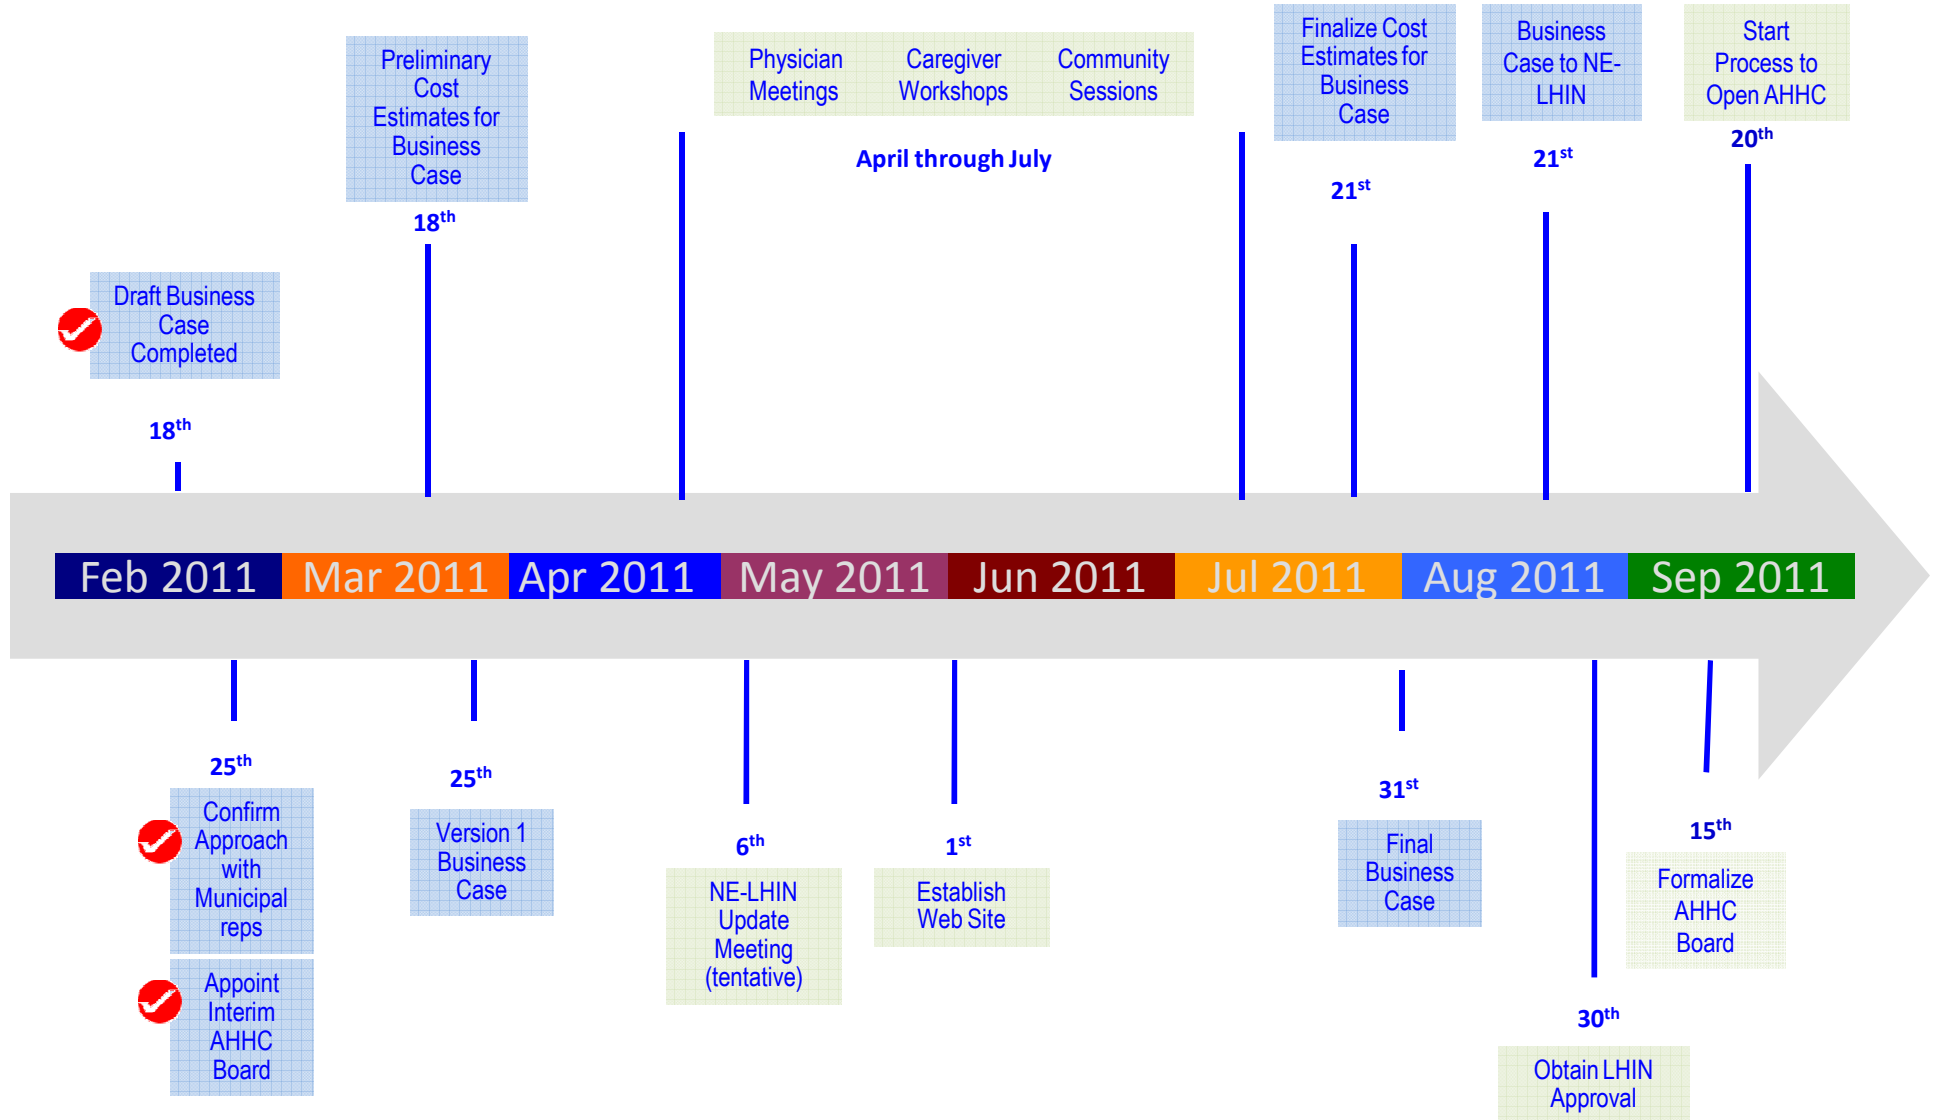 Preliminary
Cost
Estimates for
Business
Case
18th
Physician
Meetings
Caregiver
Workshops
Community
Sessions
April through July
Finalize Cost
Estimates for
Business
Case
21st
Business
Case to NE-
LHIN
21st
Start
Process to
Open AHHC
20th
Draft Business
Case
Completed
18th
Feb 2011
Mar 2011
Apr 2011
May 2011
Jun 2011
Jul 2011
Aug 2011
Sep 2011
25th
Confirm
Approach
with
Municipal
reps
Appoint
Interim
AHHC
Board
25th
Version 1
Business
Case
6th
NE-LHIN
Update
Meeting
(tentative)
1st
Establish
Web Site
31st
Final
Business
Case
30th
Obtain LHIN
Approval
15th
Formalize
AHHC
Board